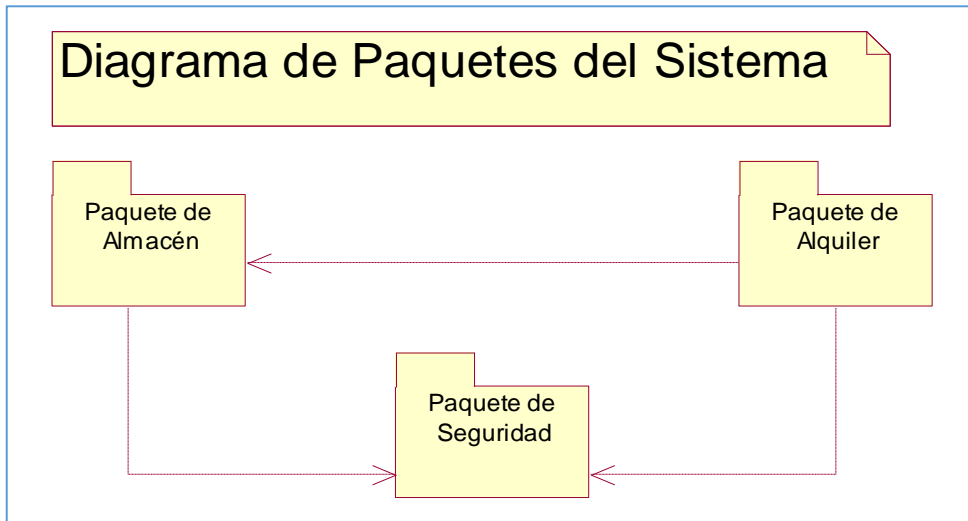 Diagrama de Paquetes del Sistema
Paquete de
Almacén
Paquete de
Alquiler
Paquete de
Seguridad